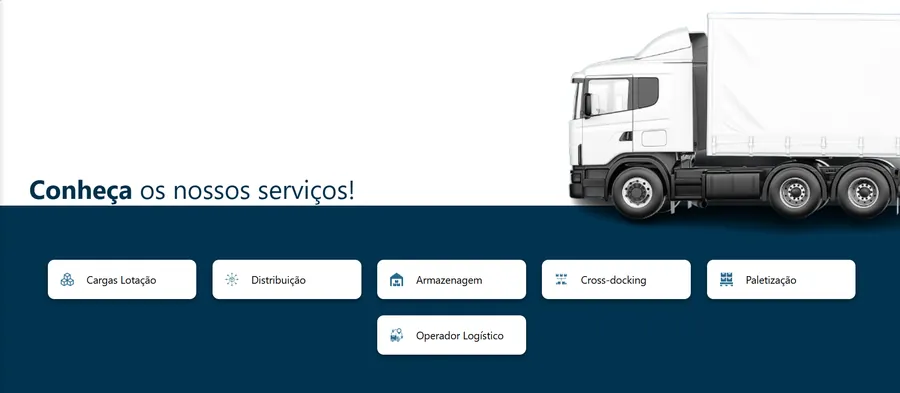 Conheça os nossos serviços!
Cargas Lotação
Distribuição
Armazenagem
Cross-docking
Paletização
Operador Logístico